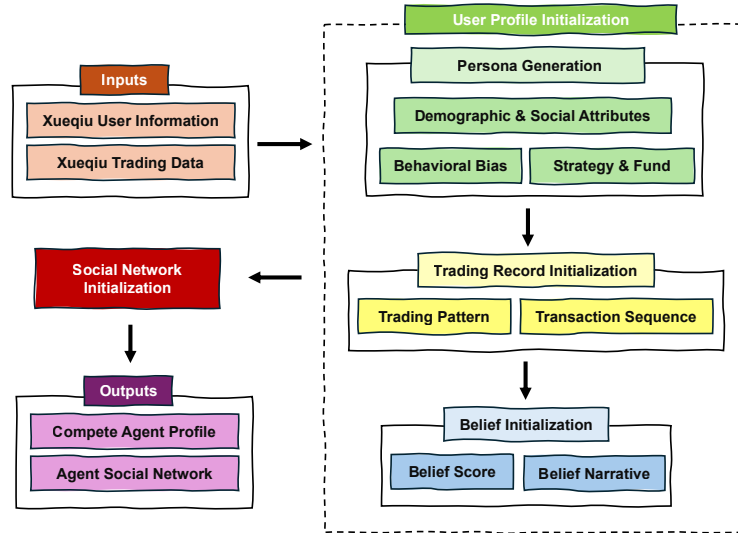 User Profile Initialization
Inputs
Xueqiu User Information
Xueqiu Trading Data
Persona Generation
Demographic & Social Attributes
Behavioral Bias
Strategy & Fund
Trading Record Initialization
Trading Pattern
Transaction Sequence
Belief Initialization
Belief Score
Belief Narrative
Social Network
Initialization
Outputs
Compete Agent Profile
Agent Social Network